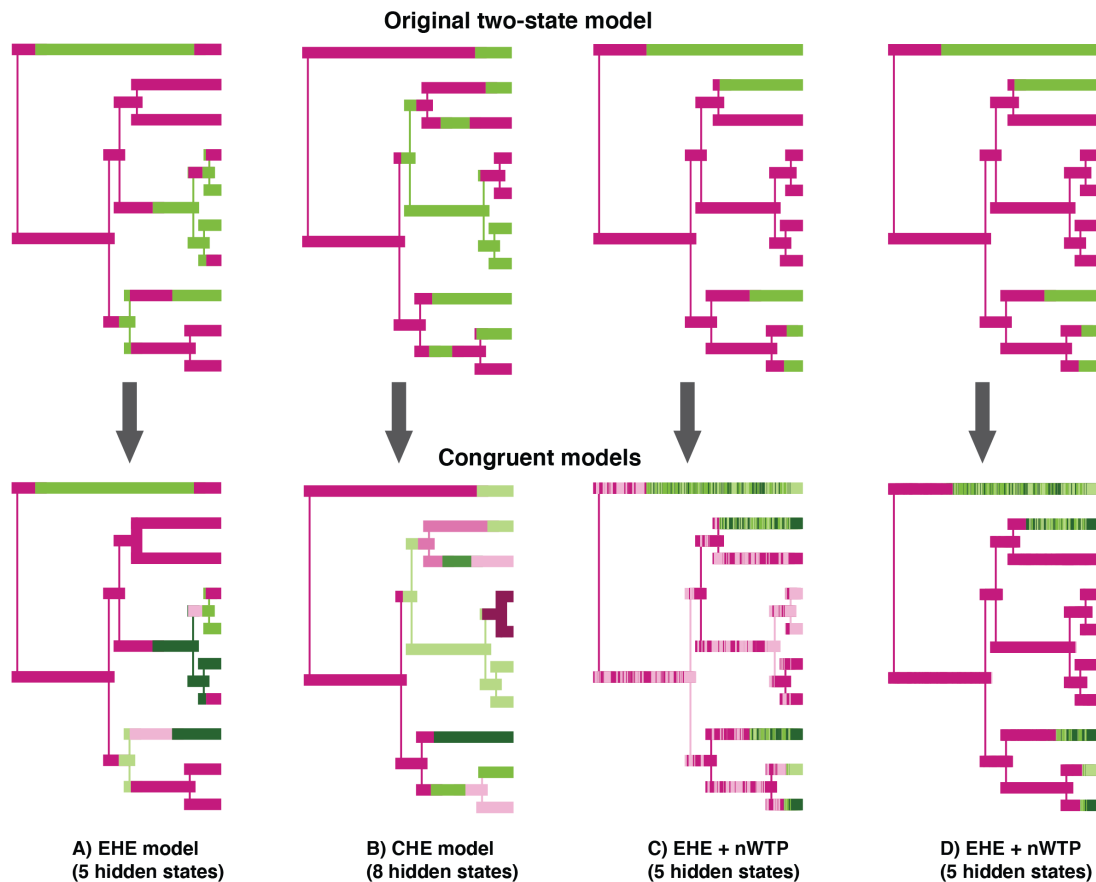 Original two-state model
Congruent models
A) EHE model
(5 hidden states)
B) CHE model
(8 hidden states)
C) EHE + nWTP
(5 hidden states)
D) EHE + nWTP
(5 hidden states)